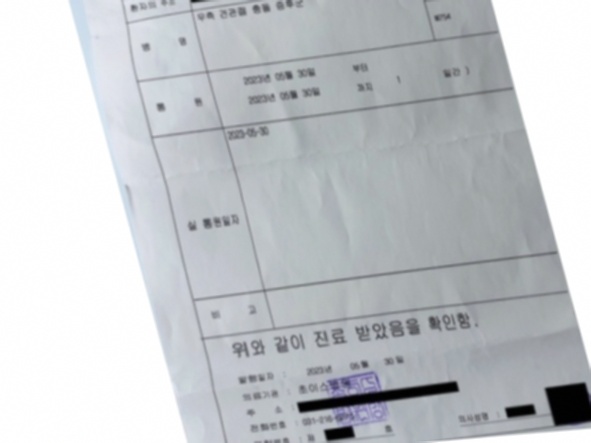 환자의 주소
병 명
우측 견관절 충돌 증후군
M754
통 원
2023년 05월 30일 부터
2023년 05월 30일 까지 1 일간 )
실 통원일자
2023-05-30
비 고
위와 같이 진료 받았음을 확인함.
발행일자 : 2023년 05월 30일
의료기관 :
주 소 :
전화번호 : 031-216-
의사성명 :
제 호